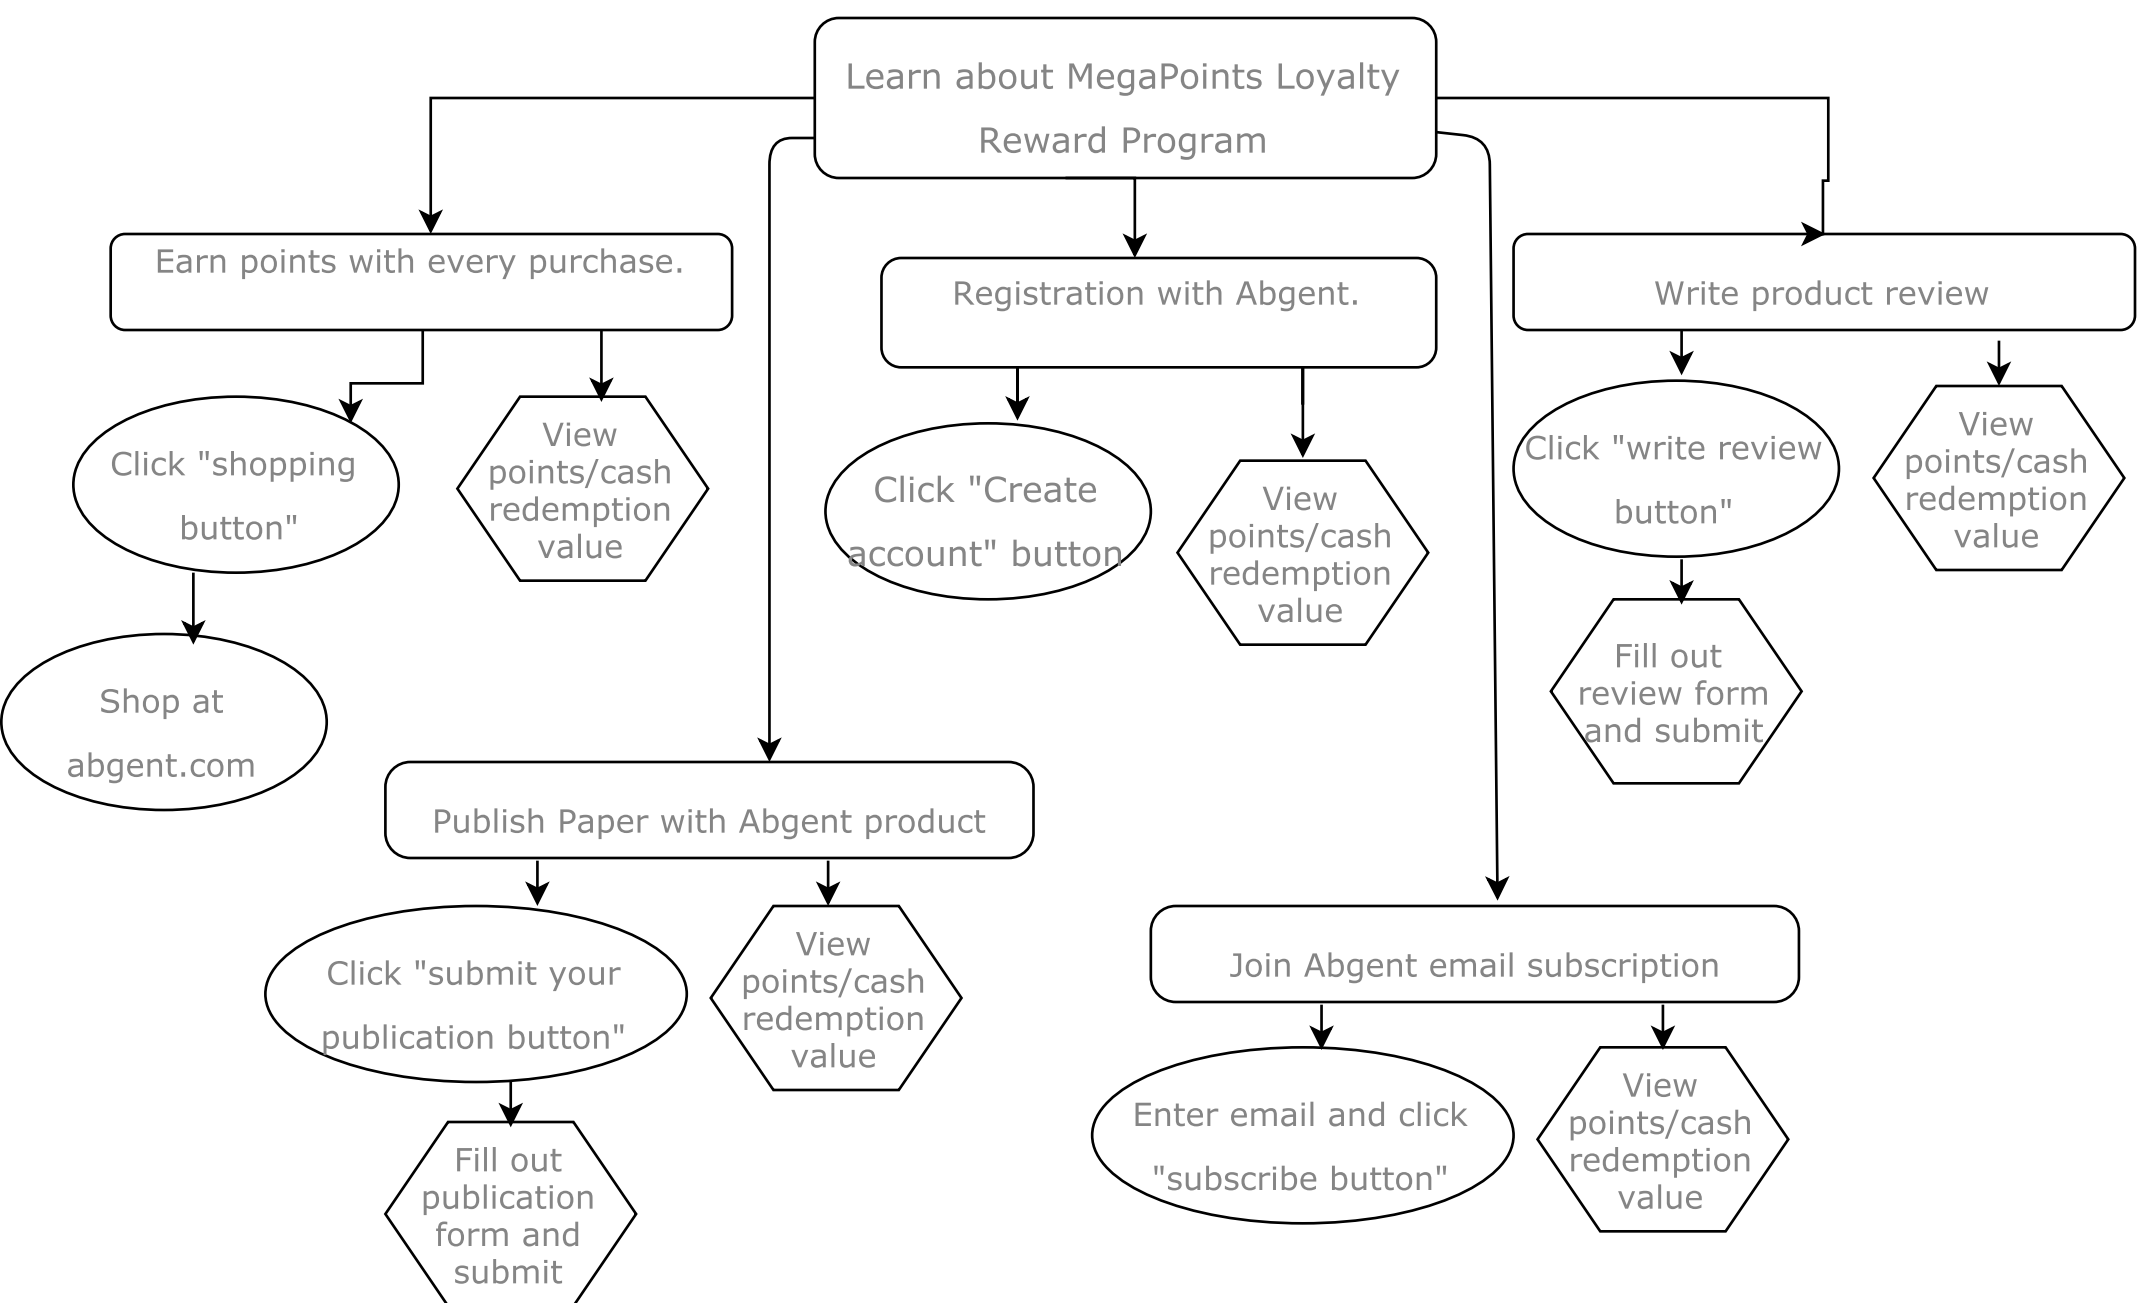 Learn about MegaPoints Loyalty
Reward Program
Earn points with every purchase.
Registration with Abgent.
Write product review
Click "shopping
button"
View
points/cash
redemption
value
Click "Create
account" button
View
points/cash
redemption
value
Click "write review
button"
View
points/cash
redemption
value
Shop at
abgent.com
Fill out
review form
and submit
Publish Paper with Abgent product
Click "submit your
publication button"
View
points/cash
redemption
value
Join Abgent email subscription
Enter email and click
"subscribe button"
View
points/cash
redemption
value
Fill out
publication
form and
submit